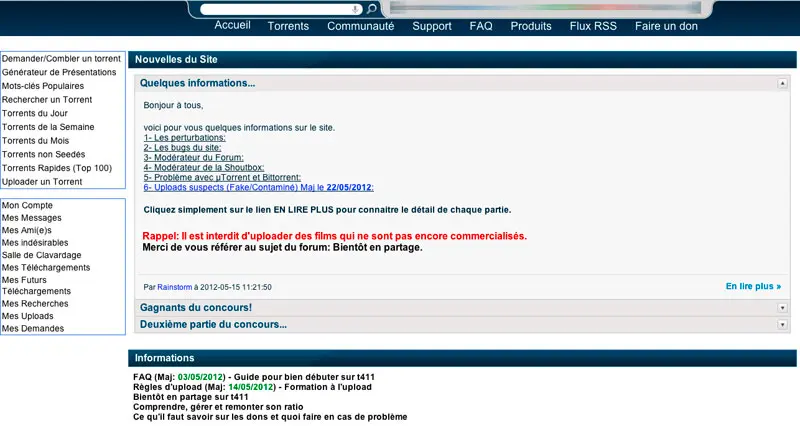 Accueil Torrents Communauté Support FAQ Produits Flux RSS Faire un don
Demander/Combler un torrent
Générateur de Présentations
Mots-clés Populaires
Rechercher un Torrent
Torrents du Jour
Torrents de la Semaine
Torrents du Mois
Torrents non Seedés
Torrents Rapides (Top 100)
Uploader un Torrent
Mon Compte
Mes Messages
Mes Ami(e)s
Mes indésirables
Salle de Clavardage
Mes Téléchargements
Mes Futurs
Téléchargements
Mes Recherches
Mes Uploads
Mes Demandes
Nouvelles du Site
Quelques informations...
Bonjour à tous,
voici pour vous quelques informations sur le site.
1- Les perturbations:
2- Les bugs du site:
3- Modérateur du Forum:
4- Modérateur de la Shoutbox:
5- Problème avec µTorrent et Bittorrent:
6- Uploads suspects (Fake/Contaminé) Maj le 22/05/2012:
Cliquez simplement sur le lien EN LIRE PLUS pour connaitre le détail de chaque partie.
Rappel: Il est interdit d'uploader des films qui ne sont pas encore commercialisés.
Merci de vous référer au sujet du forum: Bientôt en partage.
Par Rainstorm à 2012-05-15 11:21:50 En lire plus »
Gagnants du concours!
Deuxième partie du concours...
Informations
FAQ (Maj: 03/05/2012) - Guide pour bien débuter sur t411
Règles d'upload (Maj: 14/05/2012) - Formation à l'upload
Bientôt en partage sur t411
Comprendre, gérer et remonter son ratio
Ce qu'il faut savoir sur les dons et quoi faire en cas de problème